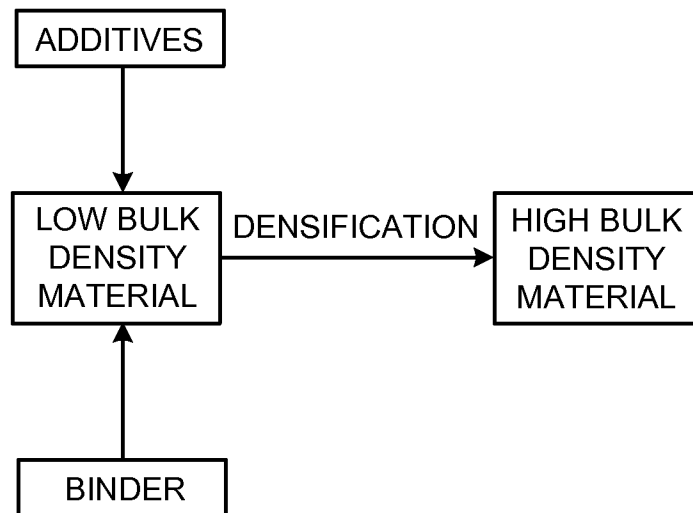 ADDITIVES
LOW BULK
DENSITY
MATERIAL
DENSIFICATION
HIGH BULK
DENSITY
MATERIAL
BINDER